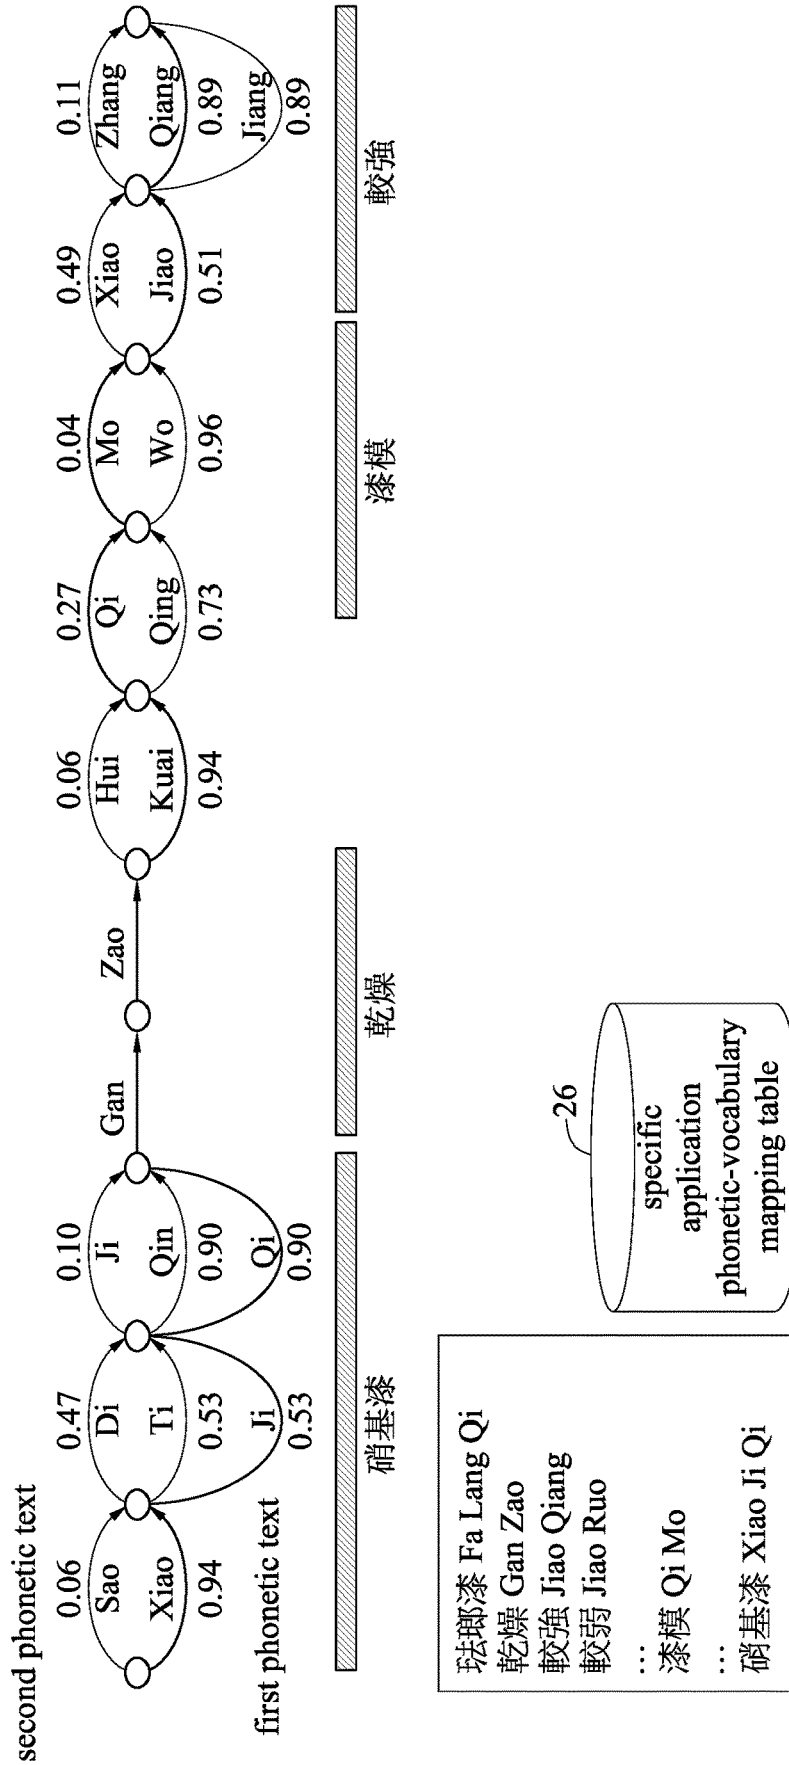 second phonetic text
0.06 0.47 0.10 0.06 0.27 0.04 0.49 0.11
Sao Di Ji Gan Zao Hui Qi Mo Xiao Zhang
Xiao Ti Qin Kuai Qing Wo Jiao Qiang
0.94 0.53 0.90 0.94 0.73 0.96 0.51 0.89
first phonetic text Ji Qi Jiang
0.53 0.90 0.89
硝基漆 乾燥 漆模 較強
琺瑯漆 Fa Lang Qi
乾燥 Gan Zao
較強 Jiao Qiang
較弱 Jiao Ruo
...
漆模 Qi Mo
...
硝基漆 Xiao Ji Qi
26
specific
application
phonetic-vocabulary
mapping table